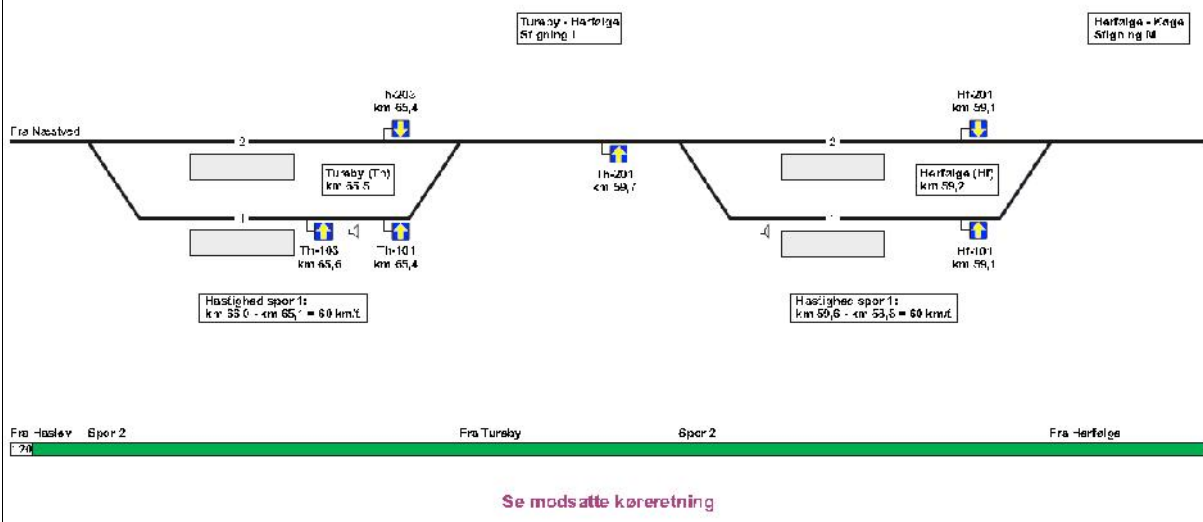 Tureby - Herfølge
Stigning
Herfølge - Køge
Stigning M
203
km 65,4
Hf-201
km 59,1
Fra Næstved
2
2
Tureby (Th)
km 65,5
Th-201
km 59,7
Herfølge (Hf)
km 59,2
1
1
Th-103
km 65,6
Th-101
km 65,4
Hf-101
km 59,1
Hastighed spor 1:
km 66,0 - km 65,1 = 60 km/t.
Hastighed spor 1:
km 59,6 - km 58,8 = 60 km/t.
Fra Haslev
Spor 2
Fra Tureby
Spor 2
Fra Herfølge
120
Se modsatte køreretning